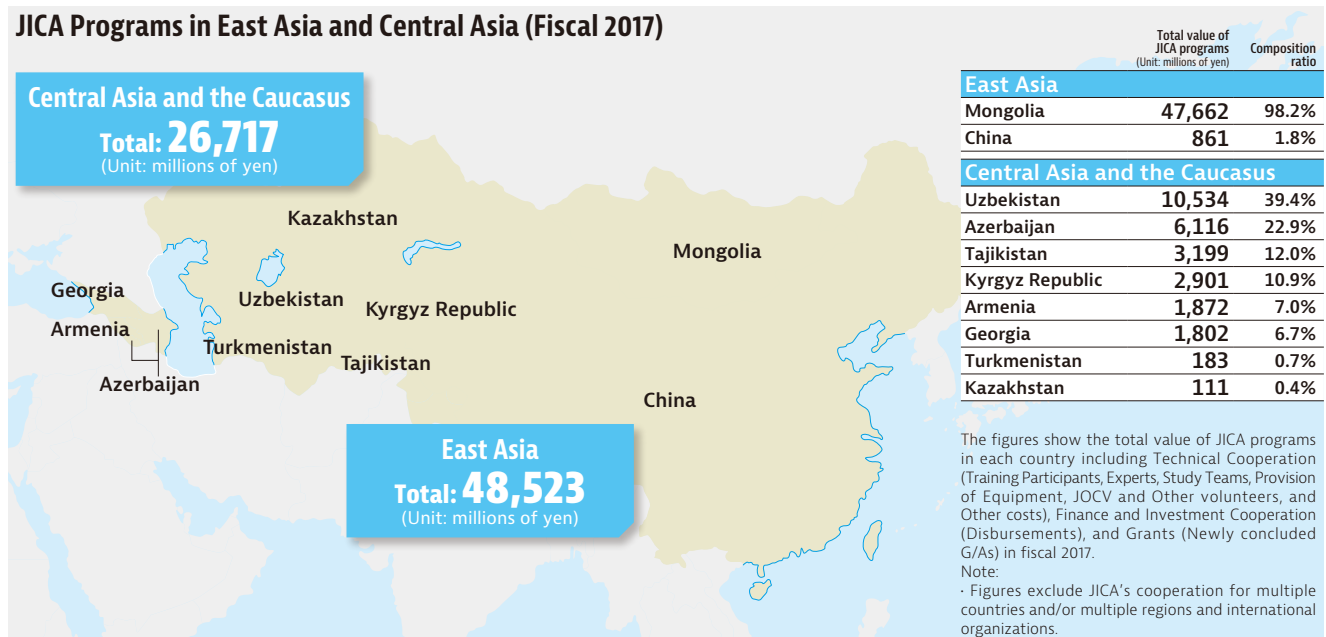 JICA Programs in East Asia and Central Asia (Fiscal 2017)
Central Asia and the Caucasus
Total: 26,717
(Unit: millions of yen)
Kazakhstan
Mongolia
Georgia
Uzbekistan
Kyrgyz Republic
Armenia
Turkmenistan
Tajikistan
Azerbaijan
China
East Asia
Total: 48,523
(Unit: millions of yen)
Total value of
JICA programs
(Unit: millions of yen)
Composition
ratio
East Asia
Mongolia 47,662 98.2%
China 861 1.8%
Central Asia and the Caucasus
Uzbekistan 10,534 39.4%
Azerbaijan 6,116 22.9%
Tajikistan 3,199 12.0%
Kyrgyz Republic 2,901 10.9%
Armenia 1,872 7.0%
Georgia 1,802 6.7%
Turkmenistan 183 0.7%
Kazakhstan 111 0.4%
The figures show the total value of JICA programs
in each country including Technical Cooperation
(Training Participants, Experts, Study Teams, Provision
of Equipment, JOCV and Other volunteers, and
Other costs), Finance and Investment Cooperation
(Disbursements), and Grants (Newly concluded
G/As) in fiscal 2017.
Note:
· Figures exclude JICA's cooperation for multiple
countries and/or multiple regions and international
organizations.